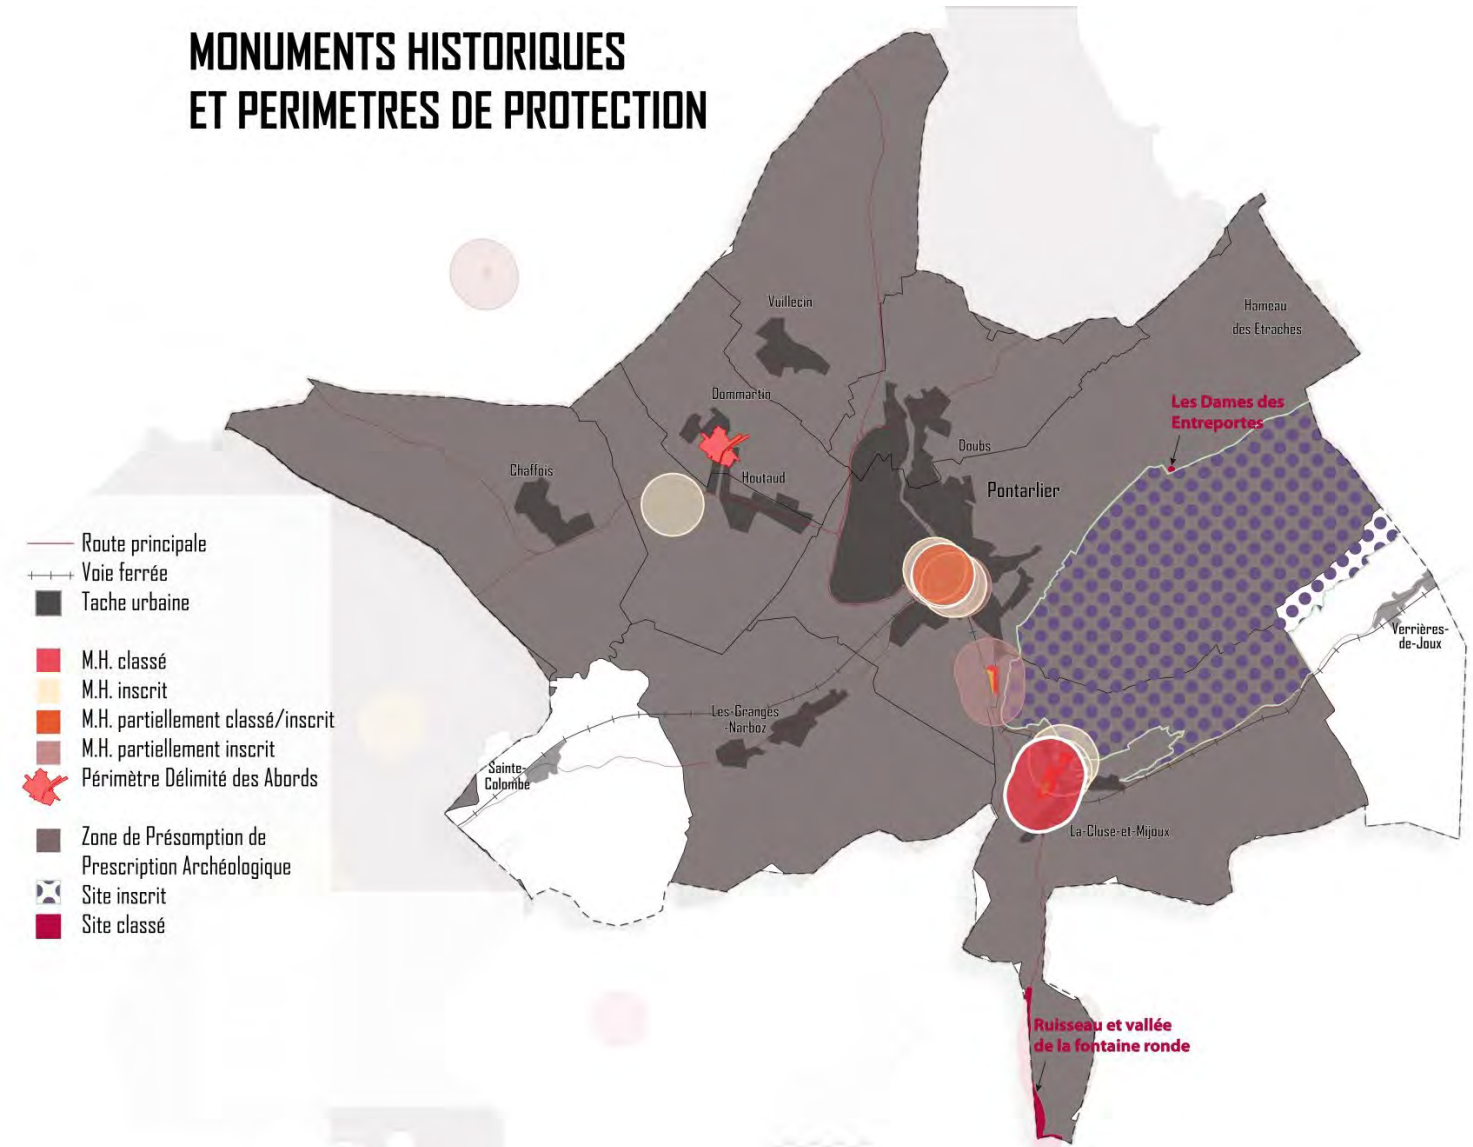 MONUMENTS HISTORIQUES
ET PERIMETRES DE PROTECTION
Vuillecin
Hameau
des Etraches
Dommartin
Les Dames des
Entreportes
Doubs
Chaffois
Houtaud
Pontarlier
Route principale
Voie ferrée
Tache urbaine
Verrières-
de-Joux
M.H. classé
M.H. inscrit
M.H. partiellement classé/inscrit
M.H. partiellement inscrit
Périmètre Délimité des Abords
Les-Granges
-Narboz
Sainte-
Colombe
La-Cluse-et-Mijoux
Zone de Présomption de
Prescription Archéologique
Site inscrit
Site classé
Ruisseau et vallée
de la fontaine ronde